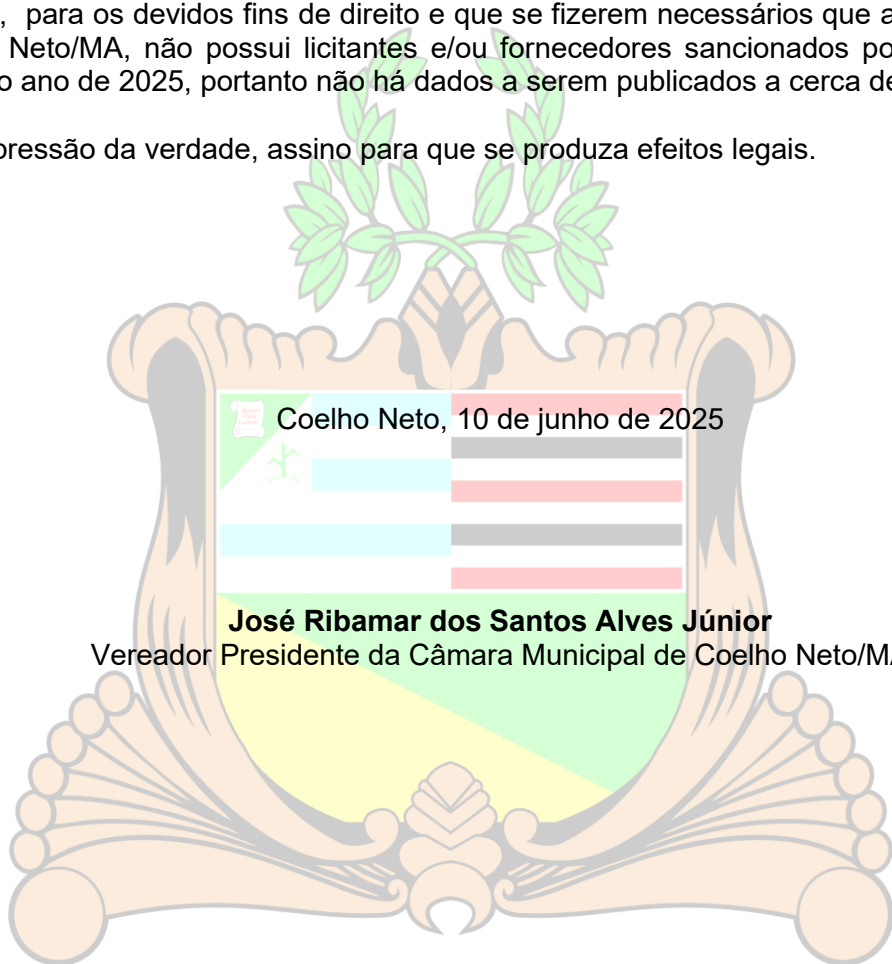 , para os devidos fins de direito e que se fizerem necessários que a
Neto/MA, não possui licitantes e/ou fornecedores sancionados po
o ano de 2025, portanto não há dados a serem publicados a cerca de
pressão da verdade, assino para que se produza efeitos legais.
Coelho Neto, 10 de junho de 2025
José Ribamar dos Santos Alves Júnior
Vereador Presidente da Câmara Municipal de Coelho Neto/MA